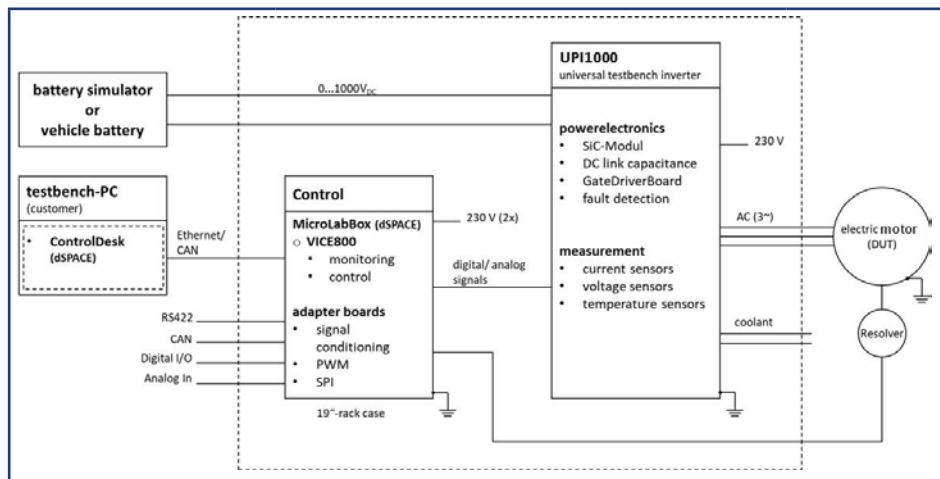 battery simulator
or
vehicle battery
0...1000V_DC
UPI1000
universal testbench inverter
powerelectronics
• SiC-Modul
• DC link capacitance
• GateDriverBoard
• fault detection
measurement
• current sensors
• voltage sensors
• temperature sensors
230 V
AC (3~)
coolant
electric motor
(DUT)
Resolver
testbench-PC
(customer)
• ControlDesk
(dSPACE)
Ethernet/
CAN
Control
MicroLabBox (dSPACE)
○ VICE800
• monitoring
• control
adapter boards
• signal
conditioning
• PWM
• SPI
230 V (2x)
digital/ analog
signals
RS422
CAN
Digital I/O
Analog In
19"-rack case